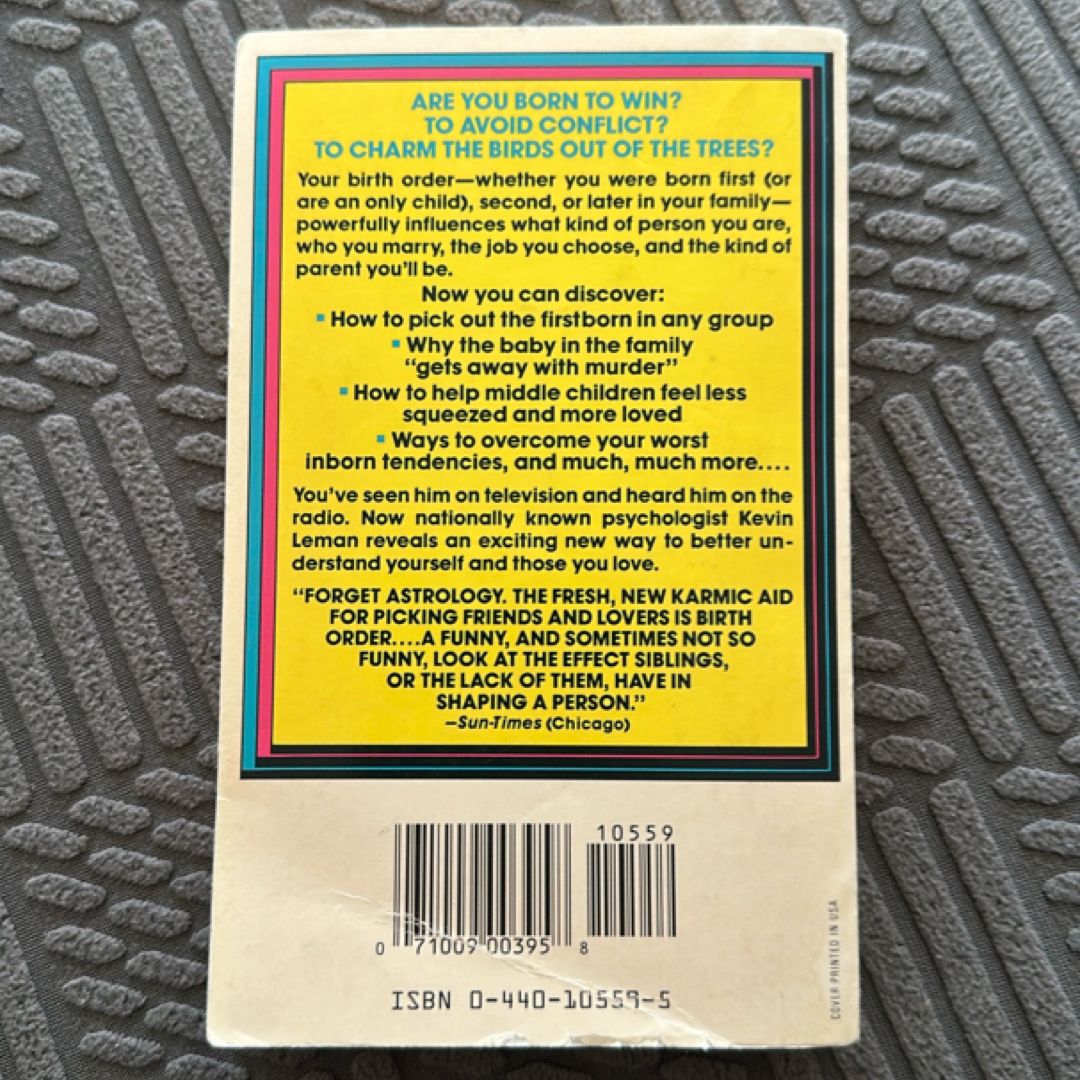 ARE YOU BORN TO WIN?
TO AVOID CONFLICT?
TO CHARM THE BIRDS OUT OF THE TREES?
Your birth order—whether you were born first (or
are an only child), second, or later in your family—
powerfully influences what kind of person you are,
who you marry, the job you choose, and the kind of
parent you'll be.
Now you can discover:
▪ How to pick out the firstborn in any group
▪ Why the baby in the family
“gets away with murder”
▪ How to help middle children feel less
squeezed and more loved
▪ Ways to overcome your worst
inborn tendencies, and much, much more....
You've seen him on television and heard him on the
radio. Now nationally known psychologist Kevin
Leman reveals an exciting new way to better un-
derstand yourself and those you love.
“FORGET ASTROLOGY. THE FRESH, NEW KARMIC AID
FOR PICKING FRIENDS AND LOVERS IS BIRTH
ORDER....A FUNNY, AND SOMETIMES NOT SO
FUNNY, LOOK AT THE EFFECT SIBLINGS,
OR THE LACK OF THEM, HAVE IN
SHAPING A PERSON.”
—Sun-Times (Chicago)
10559
0 71009 00395 8
ISBN 0-440-10559-5
COVER PRINTED IN USA